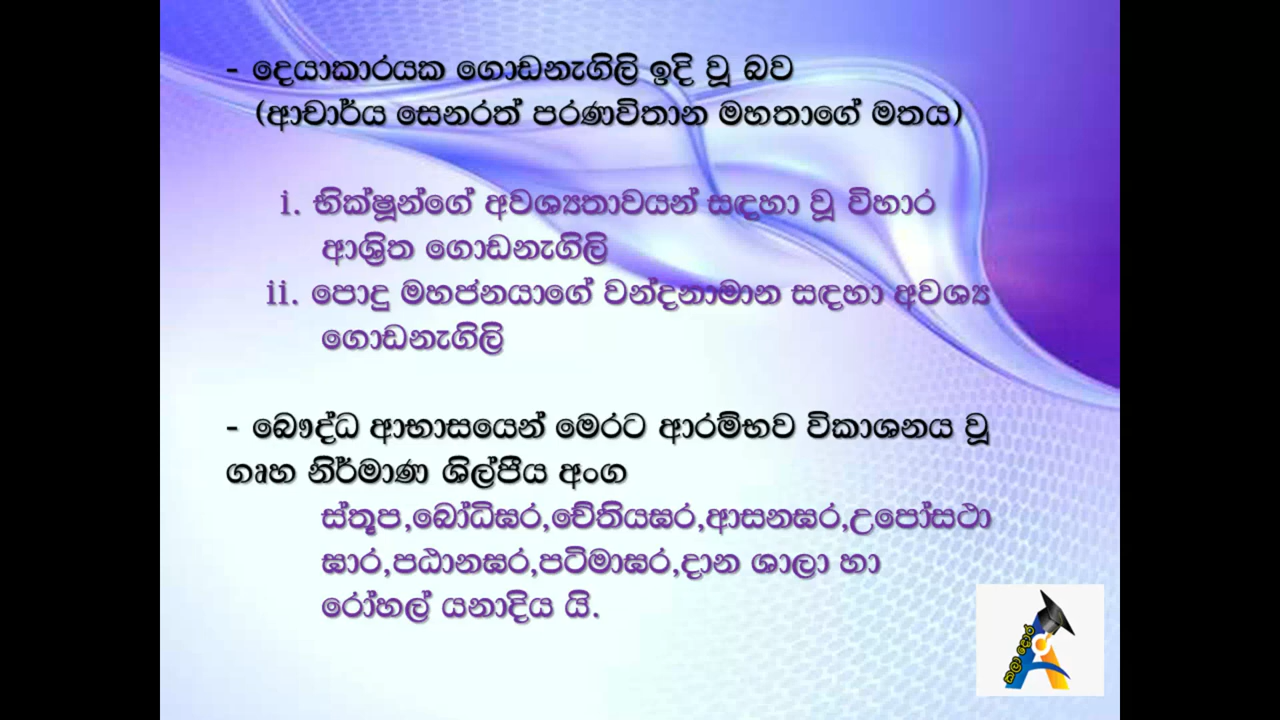 - දෙයාකාරයක ගොඩනැගිලි ඉදි වූ බව
(ආචාර්ය සෙනරත් පරණවිතාන මහතාගේ මතය)
i. භික්ෂූන්ගේ අවශ්‍යතාවයන් සඳහා වූ විහාර
ආශ්‍රිත ගොඩනැගිලි
ii. පොදු මහජනයාගේ වන්දනාමාන සඳහා අවශ්‍ය
ගොඩනැගිලි
- බෞද්ධ ආභාසයෙන් මෙරට ආරම්භව විකාශනය වූ
ගෘහ නිර්මාණ ශිල්පීය අංග
ස්තූප,බෝධිඝර,චේතියඝර,ආසනඝර,උපෝසථා
ඝාර,පඨානඝර,පටිමාඝර,දාන ශාලා හා
රෝහල් යනාදිය යි.
කලා දොර